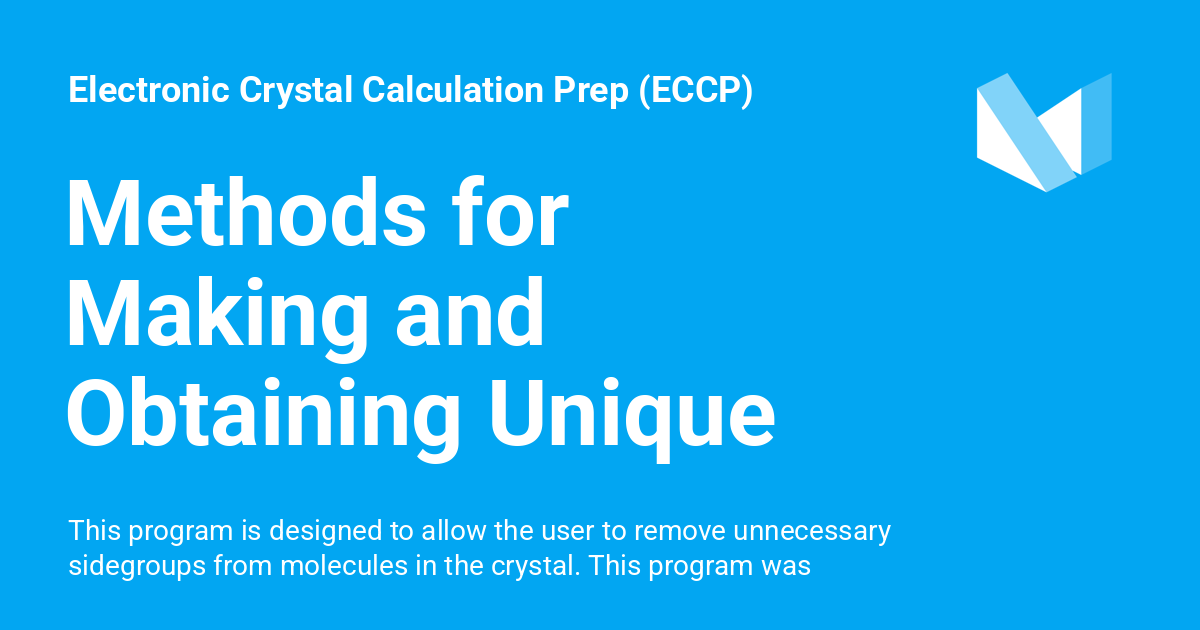 Electronic Crystal Calculation Prep (ECCP)
Methods for
Making and
Obtaining Unique
This program is designed to allow the user to remove unnecessary
sidegroups from molecules in the crystal. This program was